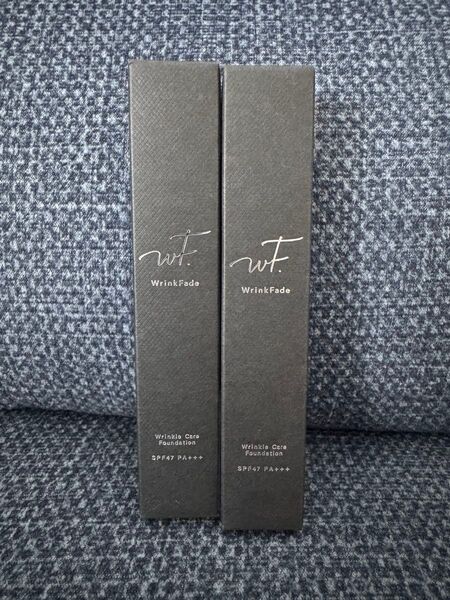 wF.
WrinkFade
Wrinkle Care
Foundation
SPF47 PA+++
wF.
WrinkFade
Wrinkle Care
Foundation
SPF47 PA+++